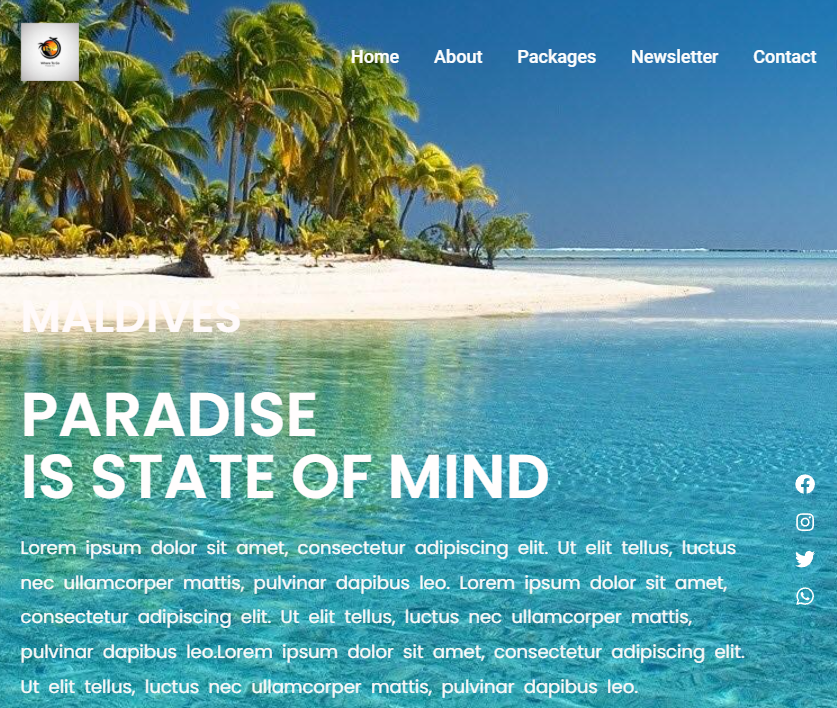 Home About Packages Newsletter Contact
MALDIVES
PARADISE
IS STATE OF MIND
Lorem ipsum dolor sit amet, consectetur adipiscing elit. Ut elit tellus, luctus
nec ullamcorper mattis, pulvinar dapibus leo. Lorem ipsum dolor sit amet,
consectetur adipiscing elit. Ut elit tellus, luctus nec ullamcorper mattis,
pulvinar dapibus leo.Lorem ipsum dolor sit amet, consectetur adipiscing elit.
Ut elit tellus, luctus nec ullamcorper mattis, pulvinar dapibus leo.